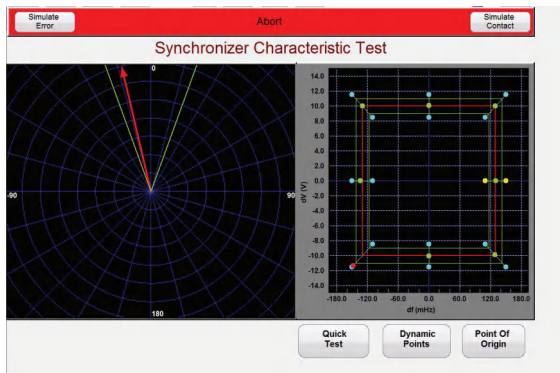 Simulate
Error
Abort
Simulate
Contact
Synchronizer Characteristic Test
0
-90
90
180
14.0
12.0
10.0
8.0
6.0
4.0
2.0
0.0
-2.0
-4.0
-6.0
-8.0
-10.0
-12.0
-14.0
dV (V)
-180.0 -120.0 -60.0 0.0 60.0 120.0 180.0
df (mHz)
Quick
Test
Dynamic
Points
Point Of
Origin